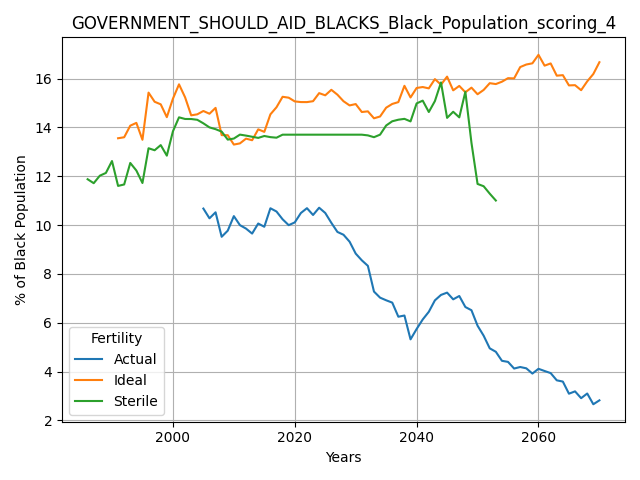 GOVERNMENT_SHOULD_AID_BLACKS_Black_Population_scoring_4
% of Black Population
16
14
12
10
8
6
4
2
Fertility
Actual
Ideal
Sterile
2000 2020 2040 2060
Years